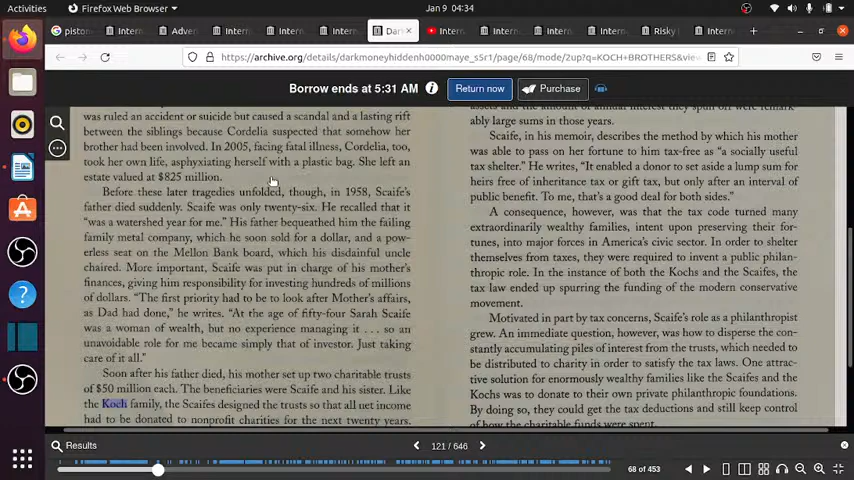 Activities
Firefox Web Browser
Jan 9 04:34
pisto
Inter
Adven
Intern
Inter
Inter
Dar
Intern
Intern
Inter
Inter
Risky
Inter
https://archive.org/details/darkmoneyhiddenh0000maye_s5r1/page/68/mode/2up?q=KOCH+BROTHERS&view
Borrow ends at 5:31 AM
Return now
Purchase
was ruled an accident or suicide but caused a scandal and a lasting rift
between the siblings because Cordelia suspected that somehow her
brother had been involved. In 2005, facing fatal illness, Cordelia, too,
took her own life, asphyxiating herself with a plastic bag. She left an
estate valued at $825 million.
Before these later tragedies unfolded, though, in 1958, Scaife's
father died suddenly. Scaife was only twenty-six. He recalled that it
"was a watershed year for me." His father bequeathed him the failing
family metal company, which he soon sold for a dollar, and a pow-
erless seat on the Mellon Bank board, which his disdainful uncle
chaired. More important, Scaife was put in charge of his mother's
finances, giving him responsibility for investing hundreds of millions
of dollars. "The first priority had to be to look after Mother's affairs,
as Dad had done," he writes. "At the age of fifty-four Sarah Scaife
was a woman of wealth, but no experience managing it . . . so an
unavoidable role for me became simply that of investor. Just taking
care of it all."
Soon after his father died, his mother set up two charitable trusts
of $50 million each. The beneficiaries were Scaife and his sister. Like
the Koch family, the Scaifes designed the trusts so that all net income
had to be donated to nonprofit charities for the next twenty years.
assets and the amount of annual interest they spun off were remark-
ably large sums in those years.
Scaife, in his memoir, describes the method by which his mother
was able to pass on her fortune to him tax-free as "a socially useful
tax shelter." He writes, "It enabled a donor to set aside a lump sum for
heirs free of inheritance tax or gift tax, but only after an interval of
public benefit. To me, that's a good deal for both sides."
A consequence, however, was that the tax code turned many
extraordinarily wealthy families, intent upon preserving their for-
tunes, into major forces in America's civic sector. In order to shelter
themselves from taxes, they were required to invent a public philan-
thropic role. In the instance of both the Kochs and the Scaifes, the
tax law ended up spurring the funding of the modern conservative
movement.
Motivated in part by tax concerns, Scaife's role as a philanthropist
grew. An immediate question, however, was how to disperse the con-
stantly accumulating piles of interest from the trusts, which needed to
be distributed to charity in order to satisfy the tax laws. One attrac-
tive solution for enormously wealthy families like the Scaifes and the
Kochs was to donate to their own private philanthropic foundations.
By doing so, they could get the tax deductions and still keep control
of how the charitable funds were spent.
Results
121 / 646
68 of 453